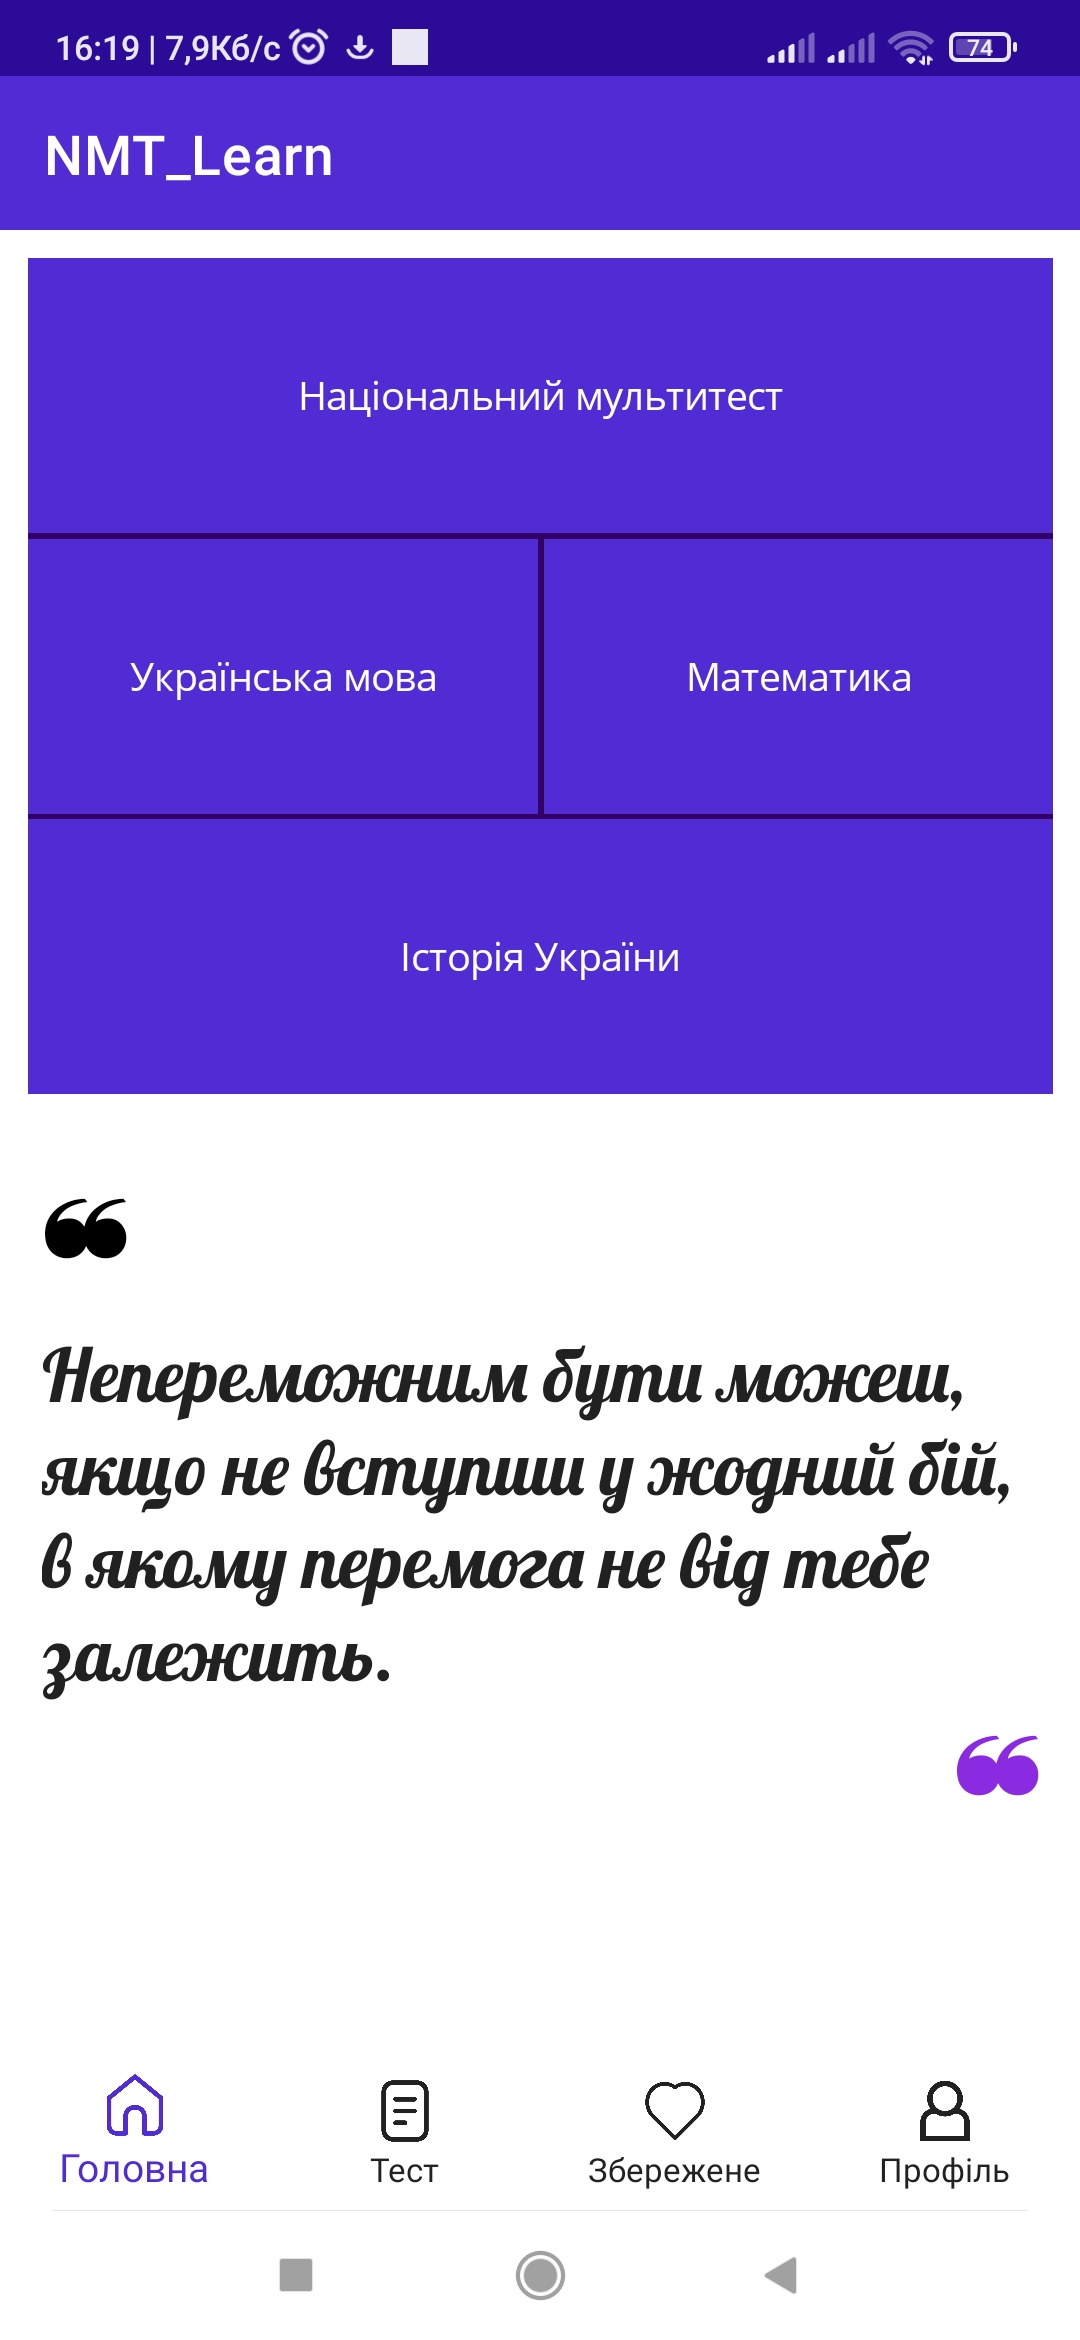 16:19 | 7,9Кб/с
74
NMT_Learn
Національний мультитест
Українська мова
Математика
Історія України
❝
Непереможним бути можеш,
якщо не вступиш у жодний бій,
в якому перемога не від тебе
залежить.
❝
Головна
Тест
Збережене
Профіль